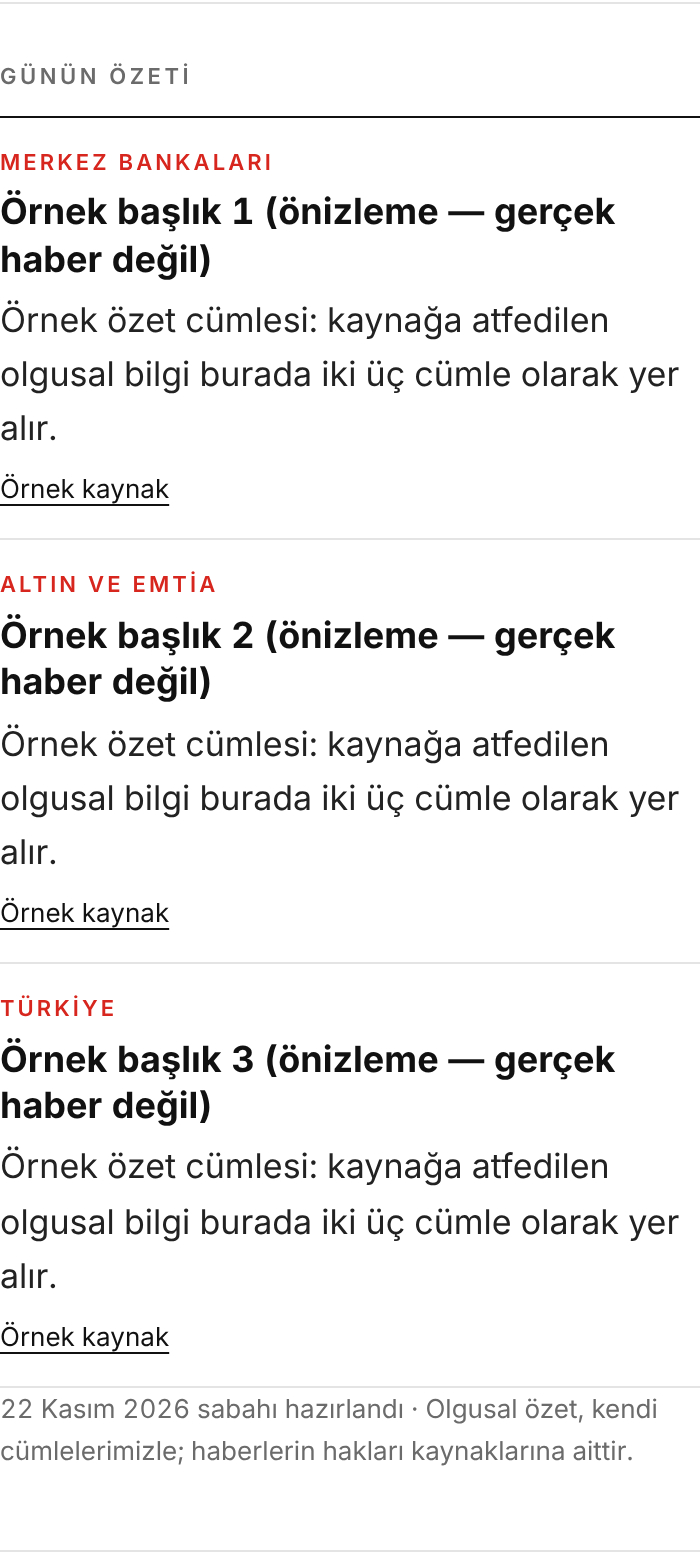 GÜNÜN ÖZETİ
MERKEZ BANKALARI
Örnek başlık 1 (önizleme — gerçek
haber değil)
Örnek özet cümlesi: kaynağa atfedilen
olgusal bilgi burada iki üç cümle olarak yer
alır.
Örnek kaynak
ALTIN VE EMTİA
Örnek başlık 2 (önizleme — gerçek
haber değil)
Örnek özet cümlesi: kaynağa atfedilen
olgusal bilgi burada iki üç cümle olarak yer
alır.
Örnek kaynak
TÜRKİYE
Örnek başlık 3 (önizleme — gerçek
haber değil)
Örnek özet cümlesi: kaynağa atfedilen
olgusal bilgi burada iki üç cümle olarak yer
alır.
Örnek kaynak
22 Kasım 2026 sabahı hazırlandı · Olgusal özet, kendi
cümlelerimizle; haberlerin hakları kaynaklarına aittir.